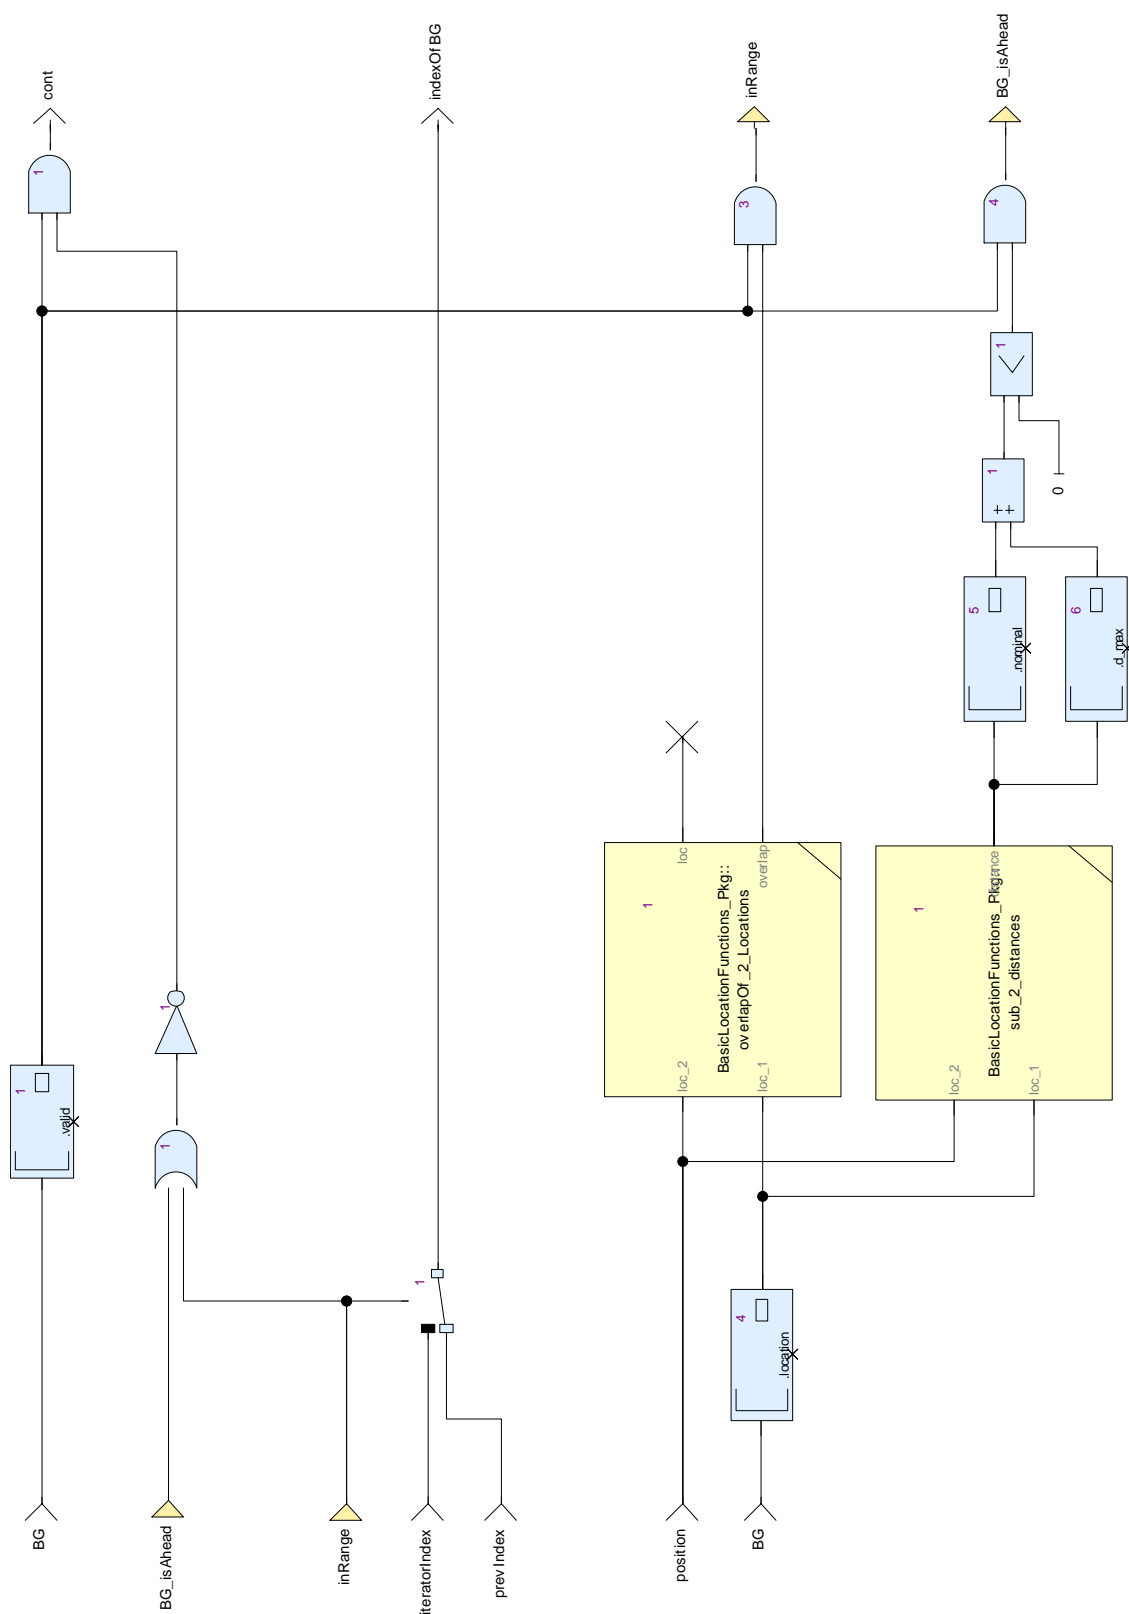 cont
indexOfBG
inRange
BG_isAhead
1
3
4
1
1
0
5
.nominal
6
.d_max
loc
overlap
1
BasicLocationFunctions_Pkg::
overlapOf_2_Locations
loc_2
loc_1
1
BasicLocationFunctions_Pkg::
sub_2_distances
loc_2
loc_1
1
1
.valid
1
1
4
.location
BG
BG_isAhead
inRange
iteratorIndex
prevIndex
position
BG
++
<